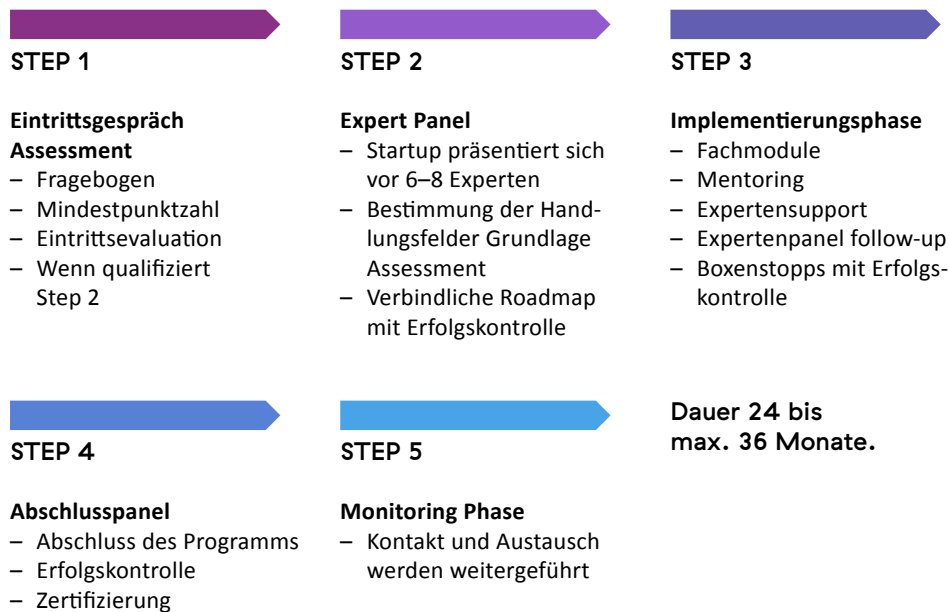 STEP 1
Eintrittsgespräch
Assessment
– Fragebogen
– Mindestpunktzahl
– Eintrittsevaluation
– Wenn qualifiziert
Step 2
STEP 2
Expert Panel
– Startup präsentiert sich
vor 6–8 Experten
– Bestimmung der Hand-
lungsfelder Grundlage
Assessment
– Verbindliche Roadmap
mit Erfolgskontrolle
STEP 3
Implementierungsphase
– Fachmodule
– Mentoring
– Expertensupport
– Expertenpanel follow-up
– Boxenstopps mit Erfolgs-
kontrolle
STEP 4
Abschlusspanel
– Abschluss des Programms
– Erfolgskontrolle
– Zertifizierung
STEP 5
Monitoring Phase
– Kontakt und Austausch
werden weitergeführt
Dauer 24 bis
max. 36 Monate.